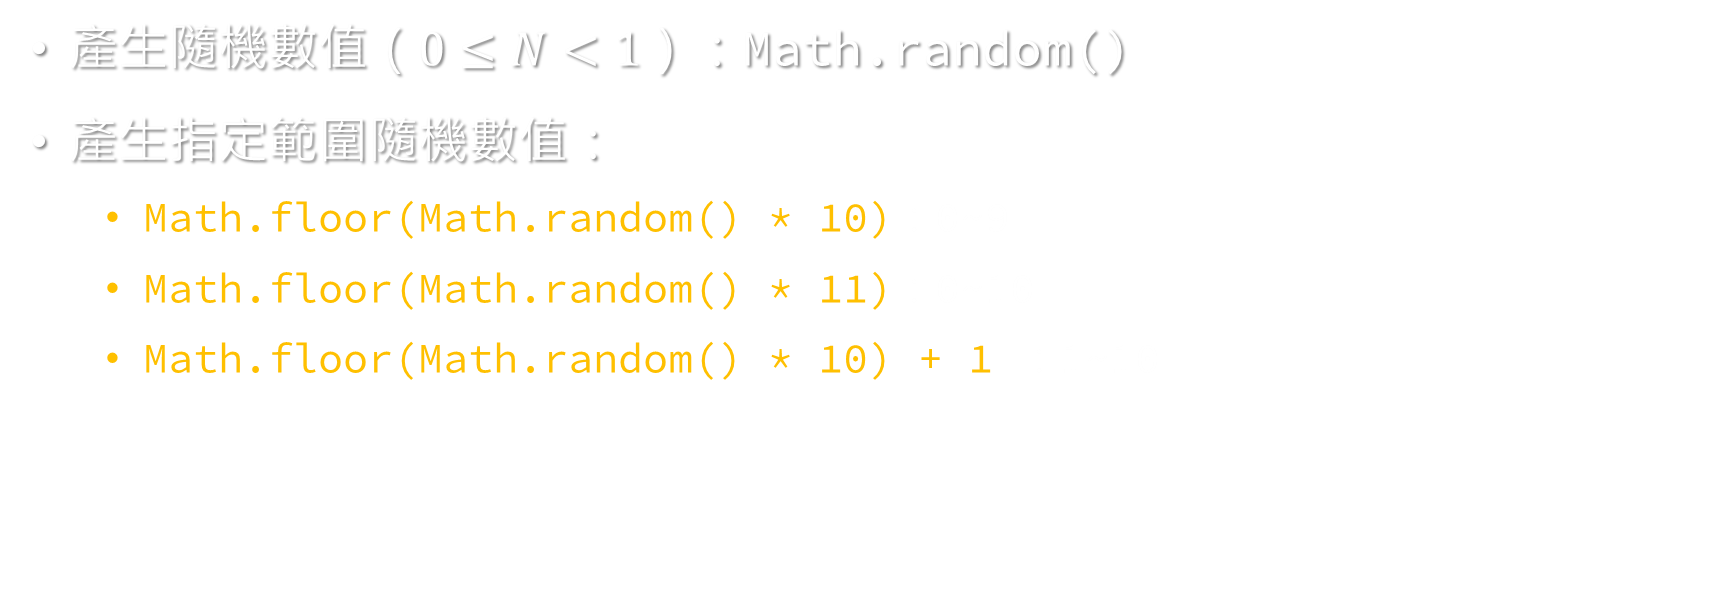 • 產生隨機數值 ( 0 ≤ N < 1 )：Math.random()
• 產生指定範圍隨機數值：
• Math.floor(Math.random() * 10)
• Math.floor(Math.random() * 11)
• Math.floor(Math.random() * 10) + 1